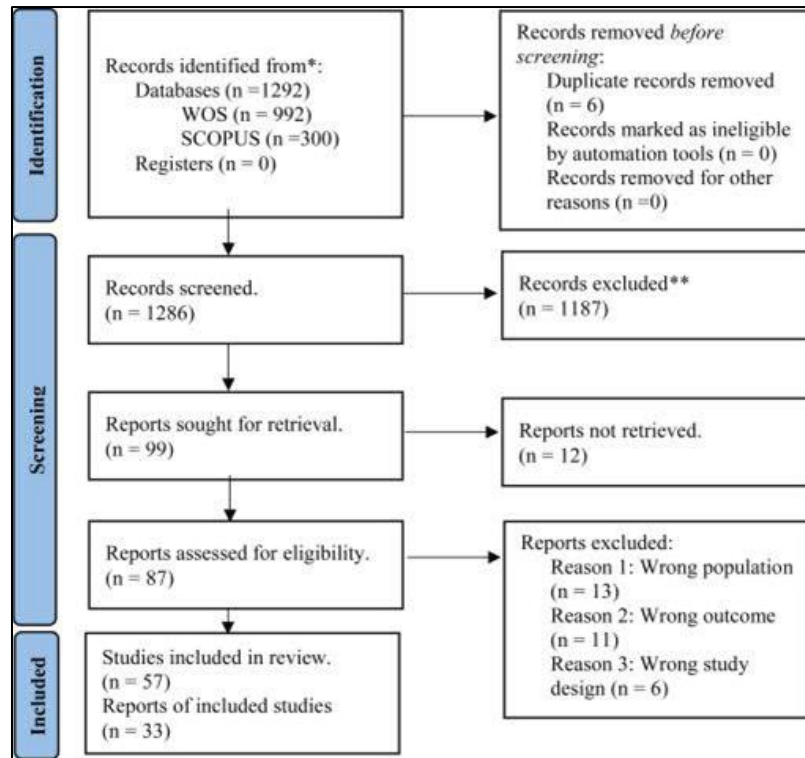 Identification
Records identified from*:
Databases (n =1292)
WOS (n = 992)
SCOPUS (n =300)
Registers (n = 0)
Records removed before
screening:
Duplicate records removed
(n = 6)
Records marked as ineligible
by automation tools (n = 0)
Records removed for other
reasons (n =0)
Screening
Records screened.
(n = 1286)
Records excluded**
(n = 1187)
Reports sought for retrieval.
(n = 99)
Reports not retrieved.
(n = 12)
Reports assessed for eligibility.
(n = 87)
Reports excluded:
Reason 1: Wrong population
(n = 13)
Reason 2: Wrong outcome
(n = 11)
Reason 3: Wrong study
design (n = 6)
Included
Studies included in review.
(n = 57)
Reports of included studies
(n = 33)